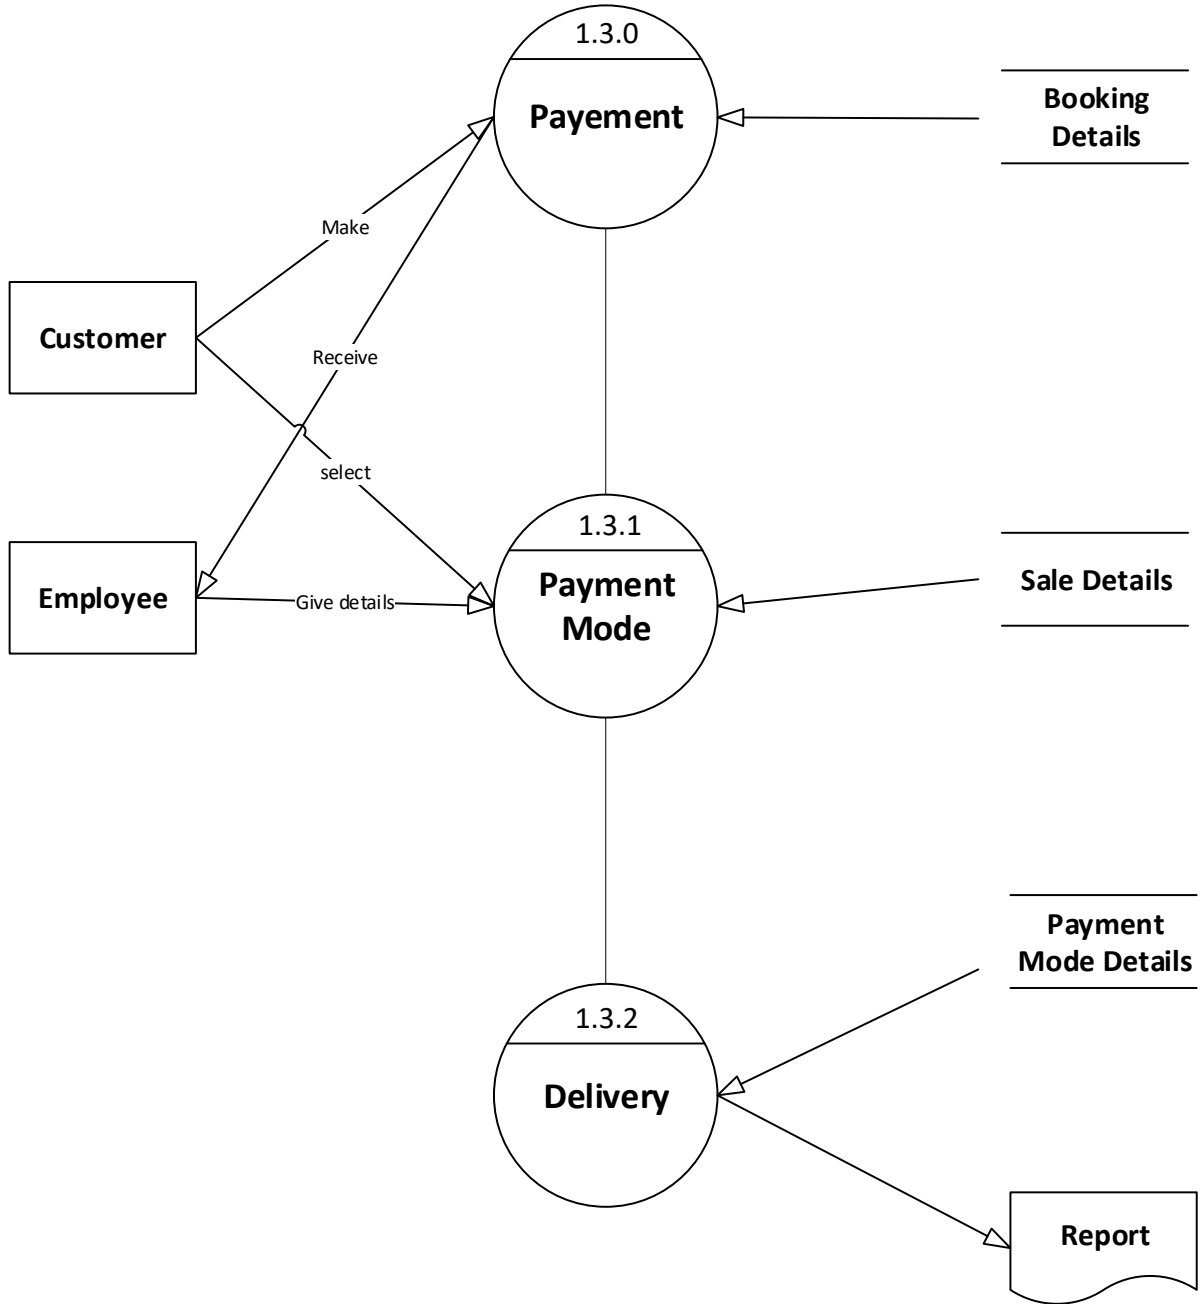 1.3.0
Payement
Booking
Details
Make
Customer
Receive
select
1.3.1
Payment
Mode
Employee
Give details
Sale Details
Payment
Mode Details
1.3.2
Delivery
Report